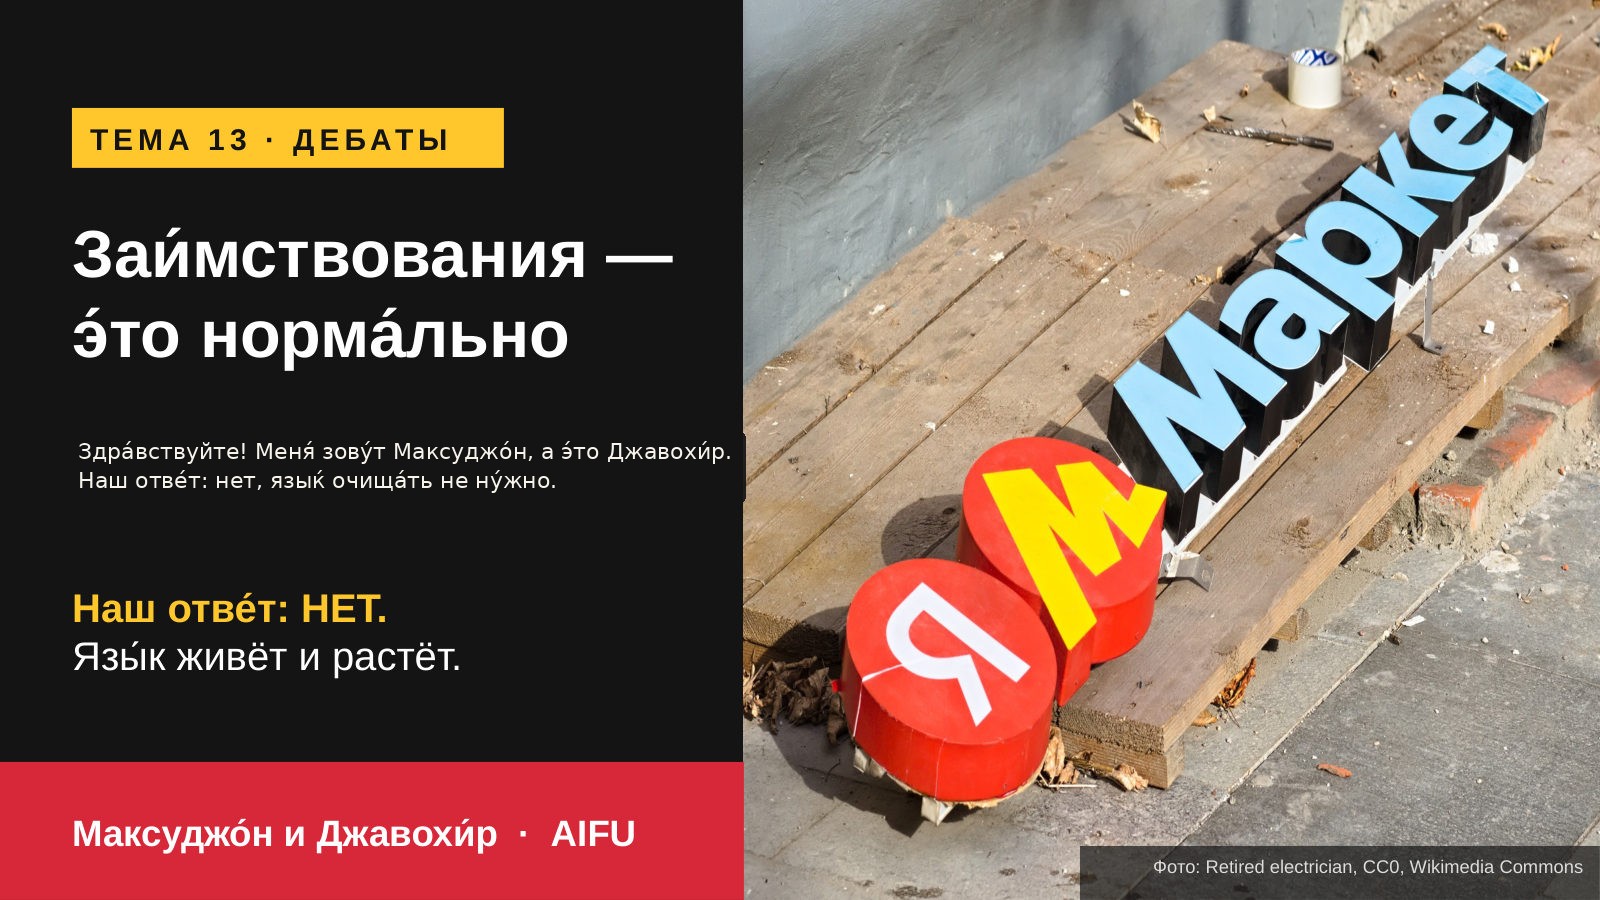 ТЕМА 13 · ДЕБАТЫ
Заи́мствования —
э́то норма́льно
Здра́вствуйте! Меня́ зову́т Максуджо́н, а э́то Джавохи́р.
Наш отве́т: нет, язы́к очища́ть не ну́жно.
Наш отве́т: НЕТ.
Язы́к живёт и растёт.
Максуджо́н и Джавохи́р · AIFU
Маркет
М
Я
Фото: Retired electrician, CC0, Wikimedia Commons